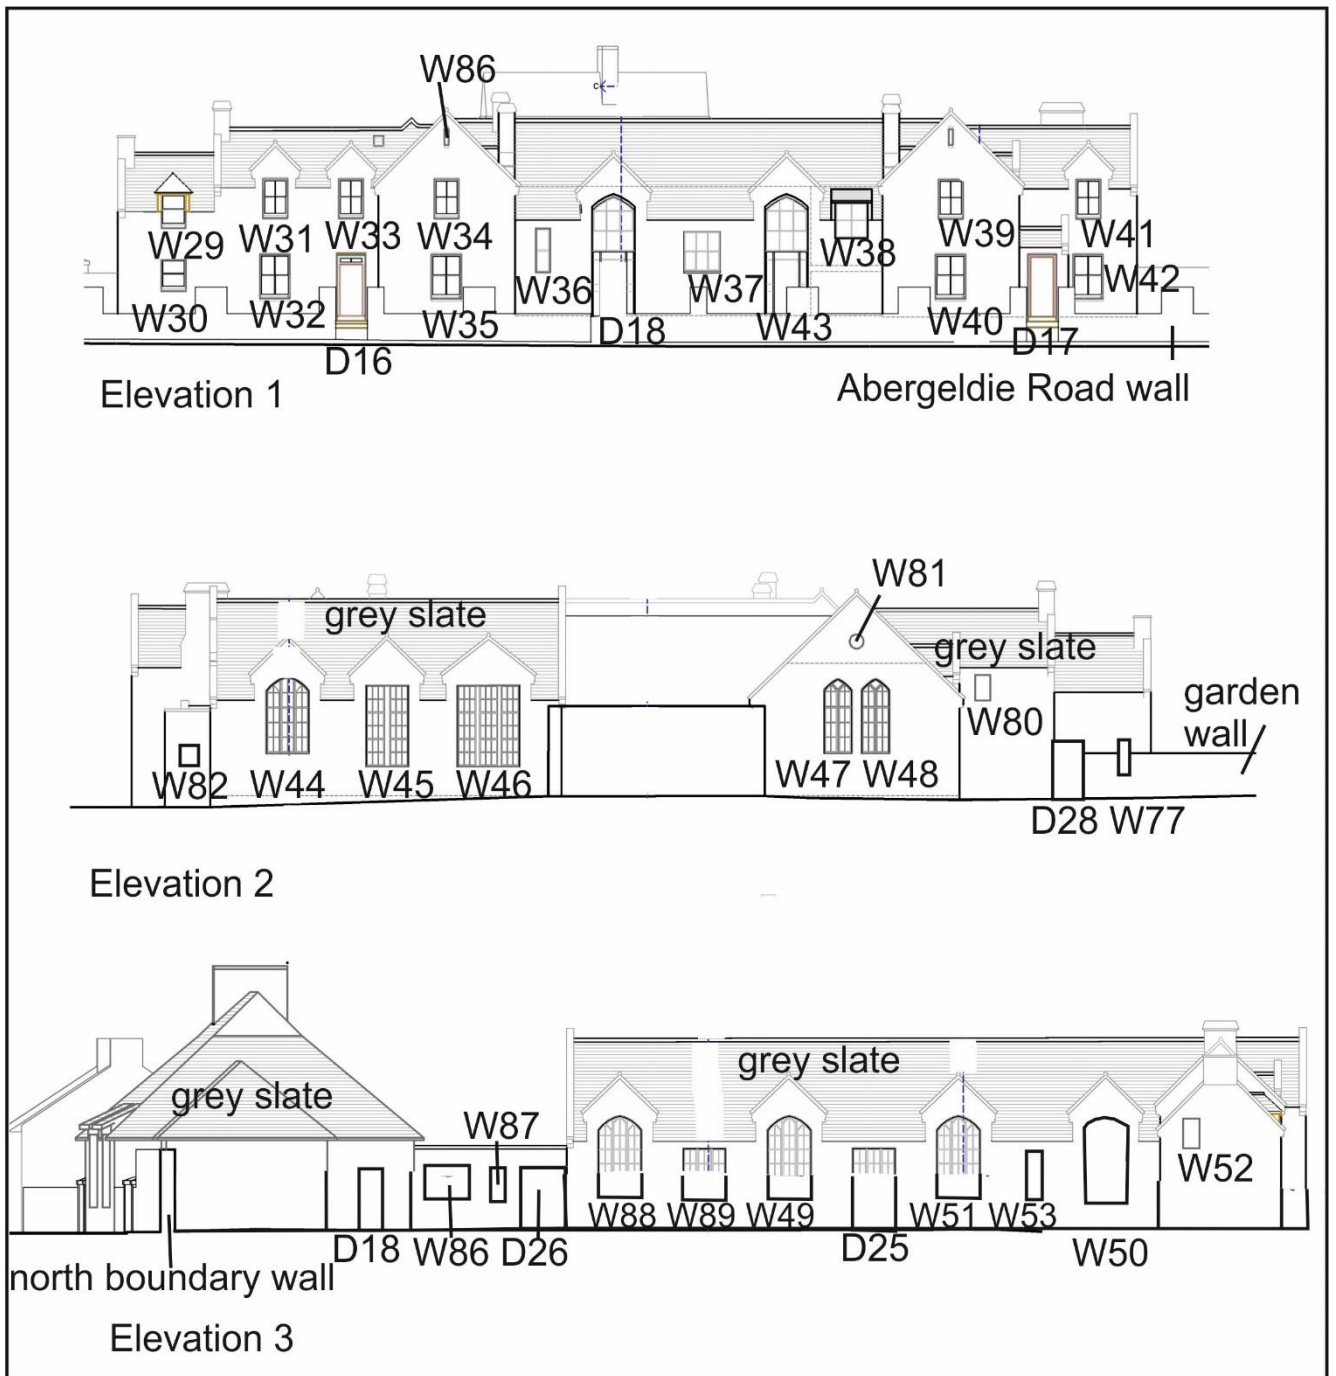 W86
c
W29
W31
W33
W34
W36
W37
W38
W39
W41
W42
W30
W32
W35
D18
W43
W40
D17
D16
Elevation 1
Abergeldie Road wall
W81
grey slate
grey slate
W80
garden
wall
W82
W44
W45
W46
W47
W48
D28
W77
Elevation 2
grey slate
grey slate
W87
W52
W88
W89
W49
W51
W53
D18
W86
D26
D25
W50
north boundary wall
Elevation 3